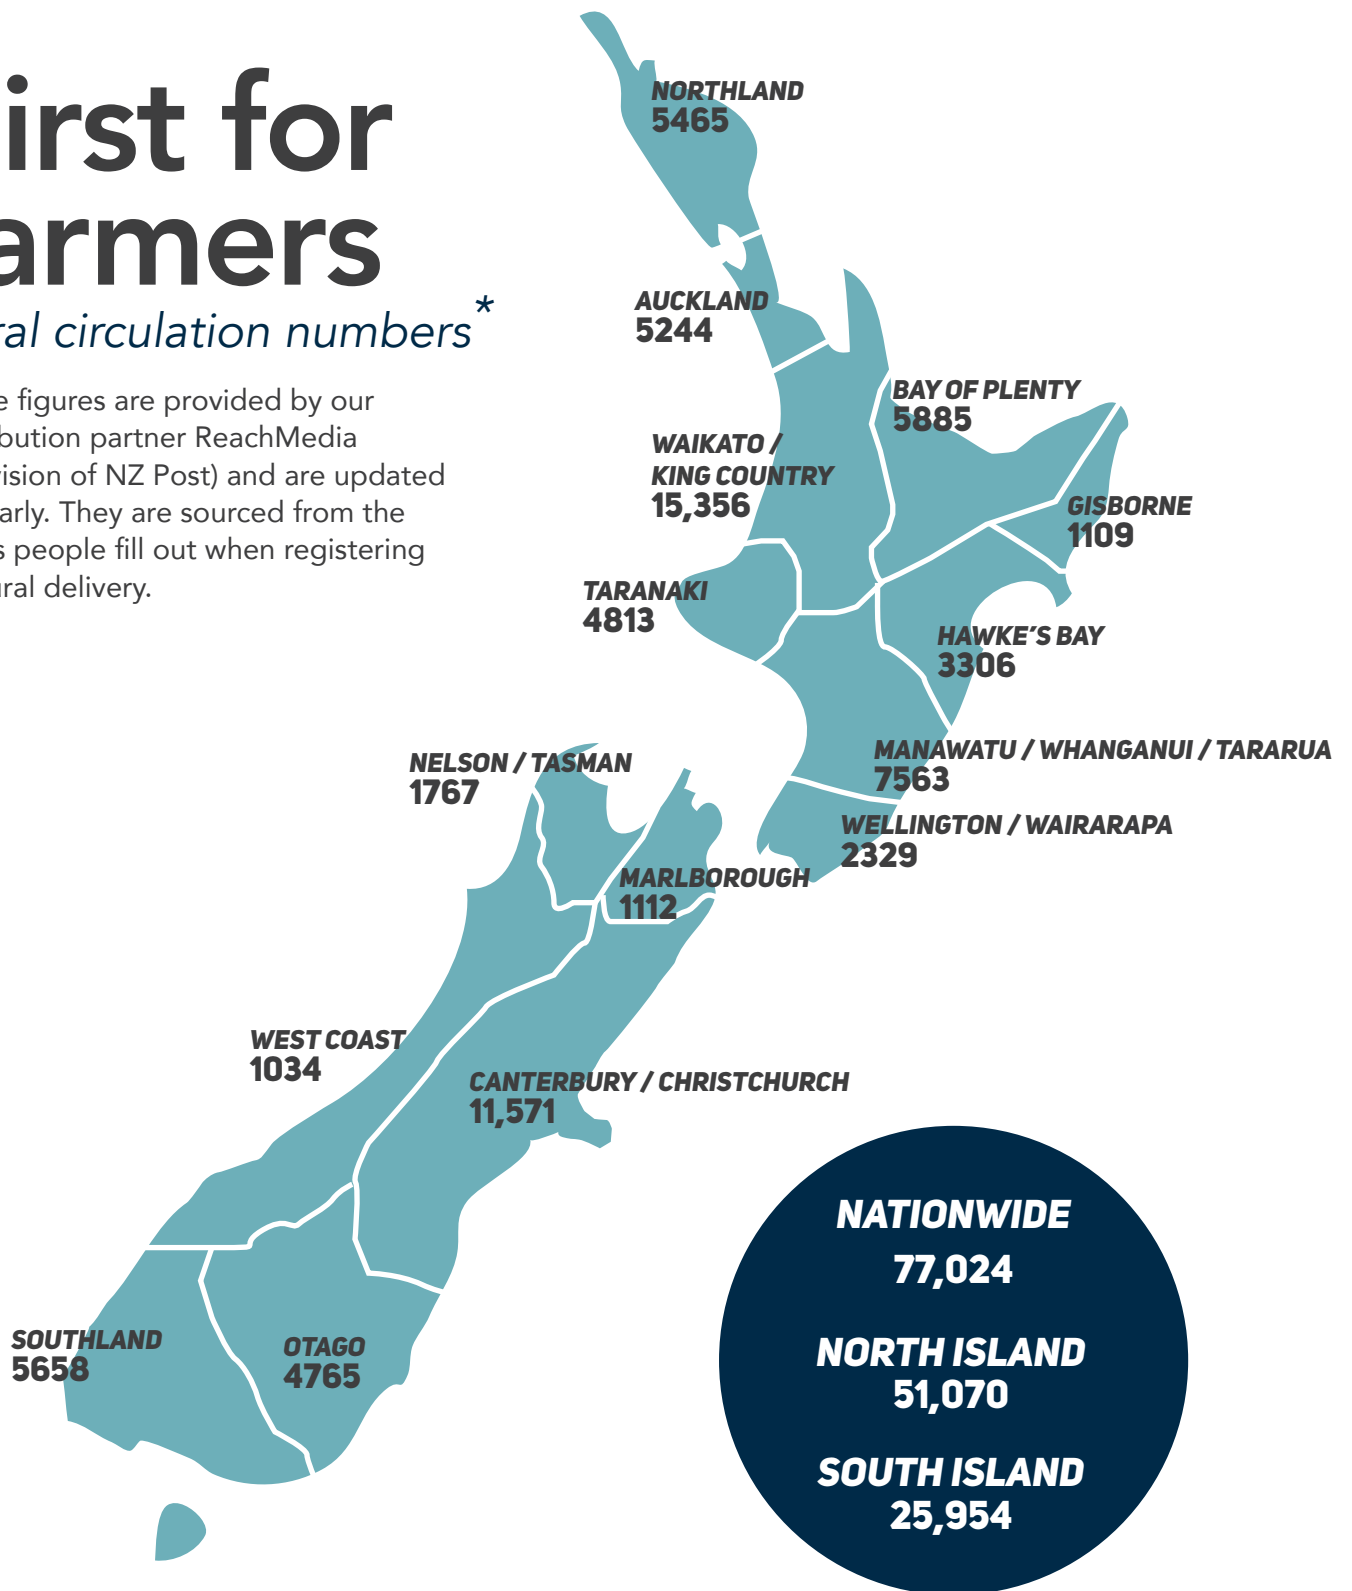 irst for
armers
ral circulation numbers*
e figures are provided by our
bution partner ReachMedia
vision of NZ Post) and are updated
arly. They are sourced from the
s people fill out when registering
ural delivery.
NORTHLAND
5465
AUCKLAND
5244
BAY OF PLENTY
5885
WAIKATO /
KING COUNTRY
15,356
GISBORNE
1109
TARANAKI
4813
HAWKE'S BAY
3306
MANAWATU / WHANGANUI / TARARUA
7563
NELSON / TASMAN
1767
WELLINGTON / WAIRARAPA
2329
MARLBOROUGH
1112
WEST COAST
1034
CANTERBURY / CHRISTCHURCH
11,571
SOUTHLAND
5658
OTAGO
4765
NATIONWIDE
77,024
NORTH ISLAND
51,070
SOUTH ISLAND
25,954